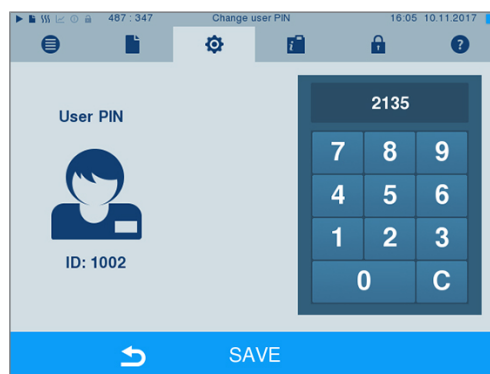 487 : 347 Change user PIN 16:05 10.11.2017
i ?
User PIN
ID: 1002
2135
7 8 9
4 5 6
1 2 3
0 C
SAVE